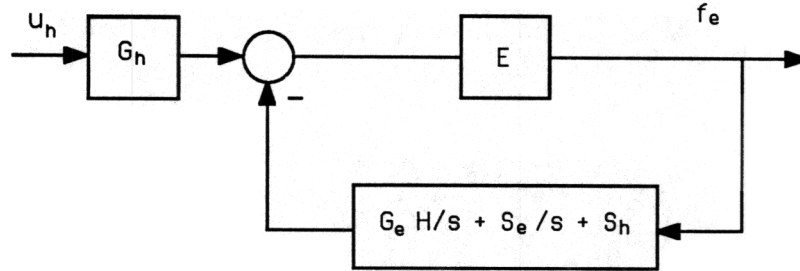 u_h
G_h
f_e
E
−
G_e H/s + S_e /s + S_h